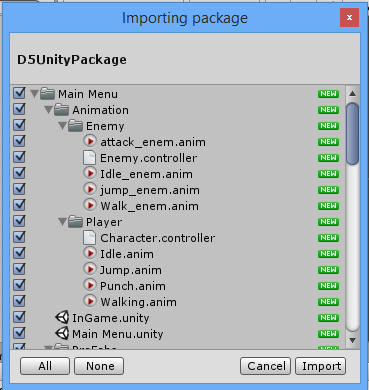 Importing package
x
D5UnityPackage
Main Menu NEW
Animation NEW
Enemy NEW
attack_enem.anim NEW
Enemy.controller NEW
Idle_enem.anim NEW
jump_enem.anim NEW
Walk_enem.anim NEW
Player NEW
Character.controller NEW
Idle.anim NEW
Jump.anim NEW
Punch.anim NEW
Walking.anim NEW
InGame.unity NEW
Main Menu.unity NEW
All None Cancel Import